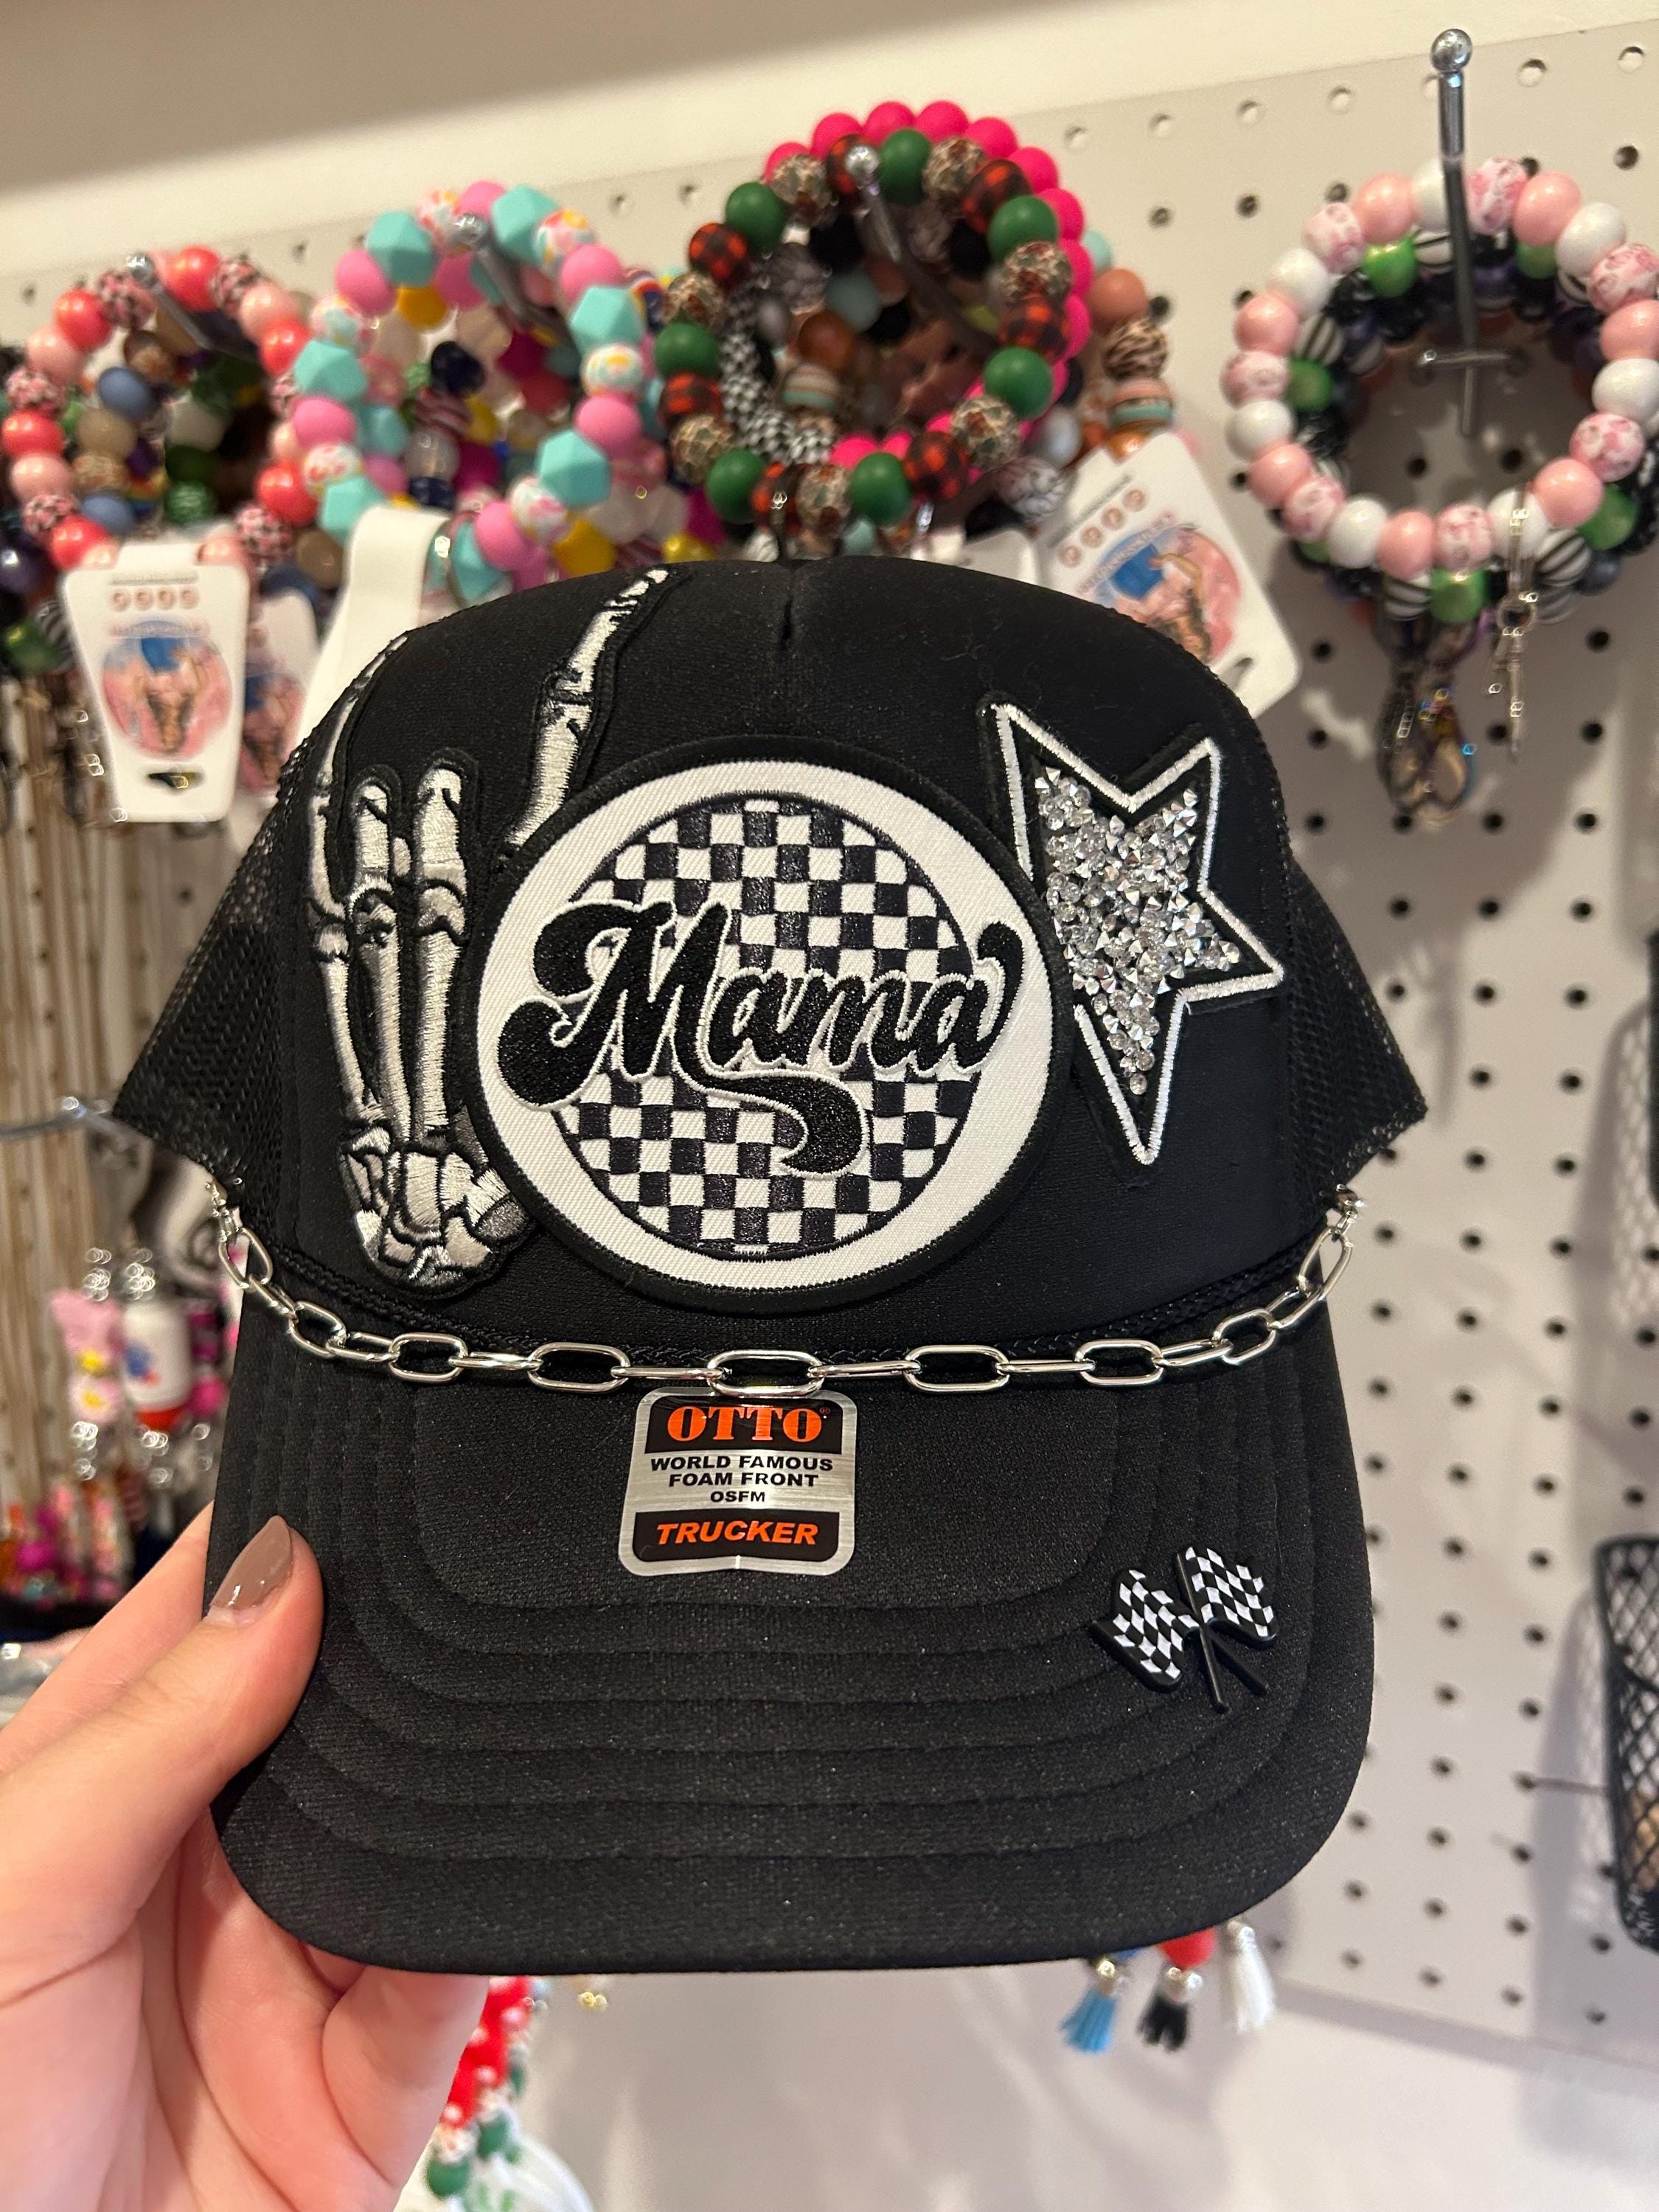 Mama
OTTO®
WORLD FAMOUS
FOAM FRONT
OSFM
TRUCKER